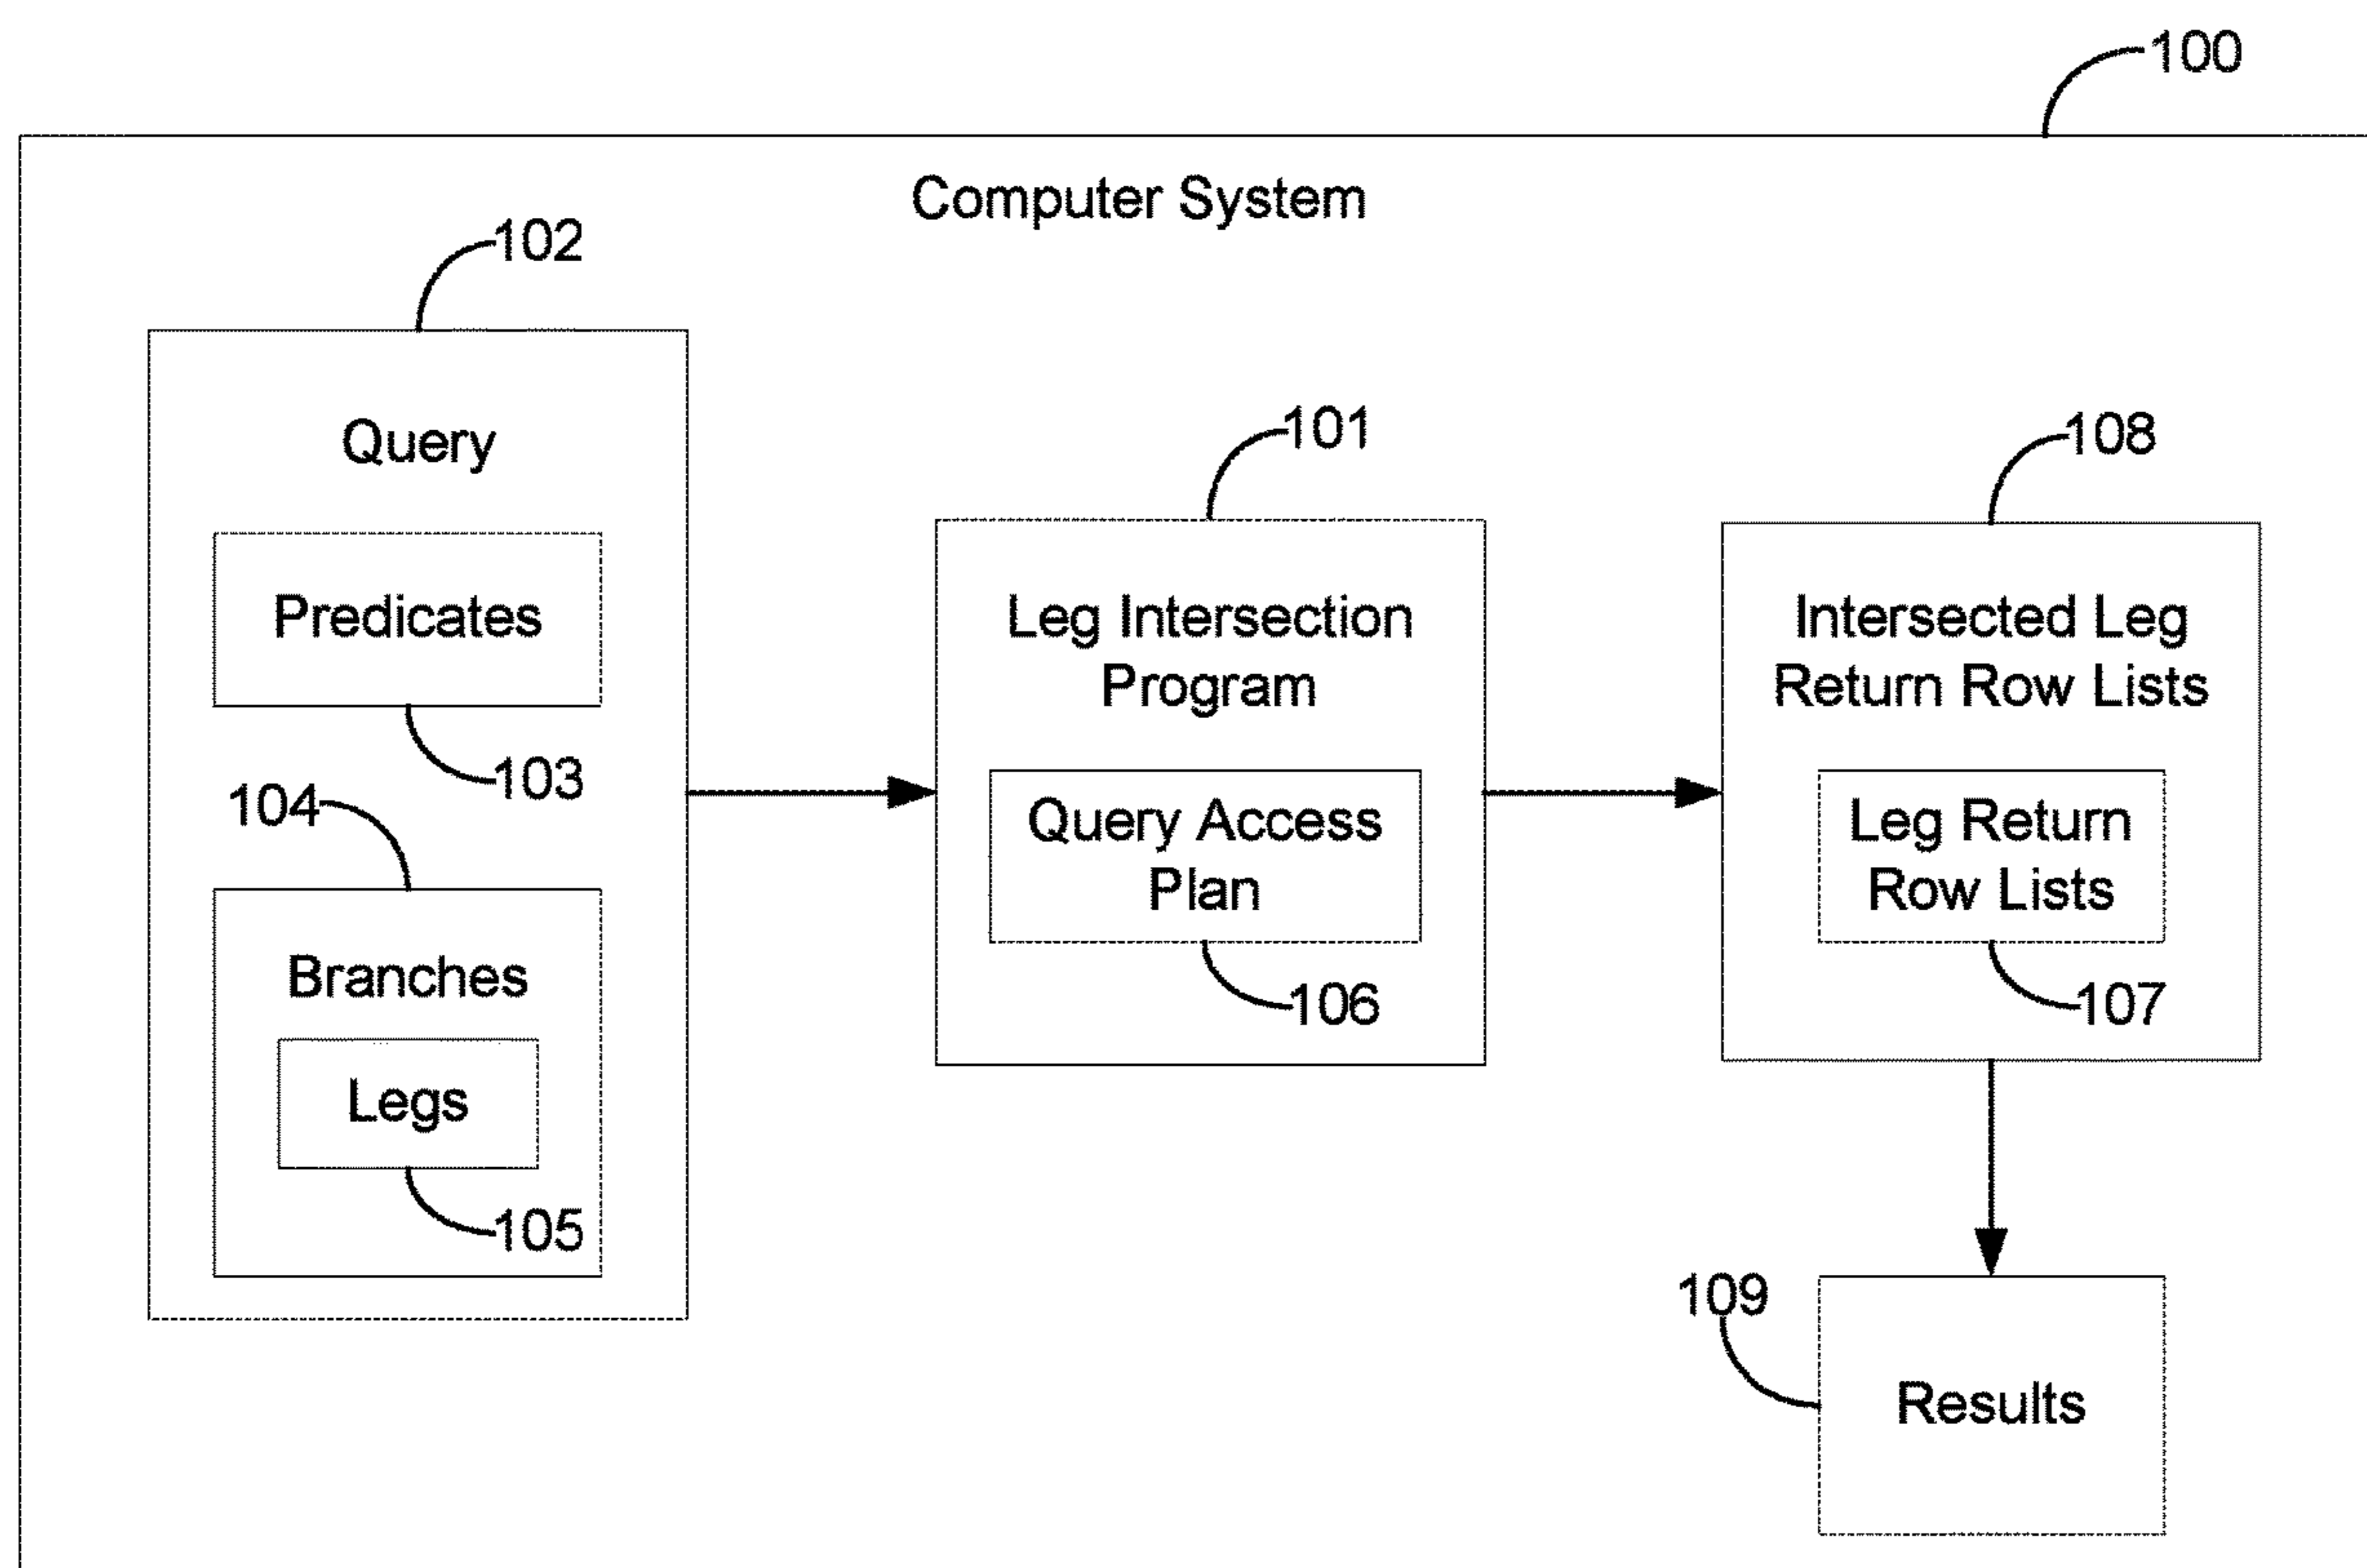 100
Computer System
102
Query
Predicates
103
104
Branches
Legs
105
101
Leg Intersection
Program
Query Access
Plan
106
108
Intersected Leg
Return Row Lists
Leg Return
Row Lists
107
109
Results